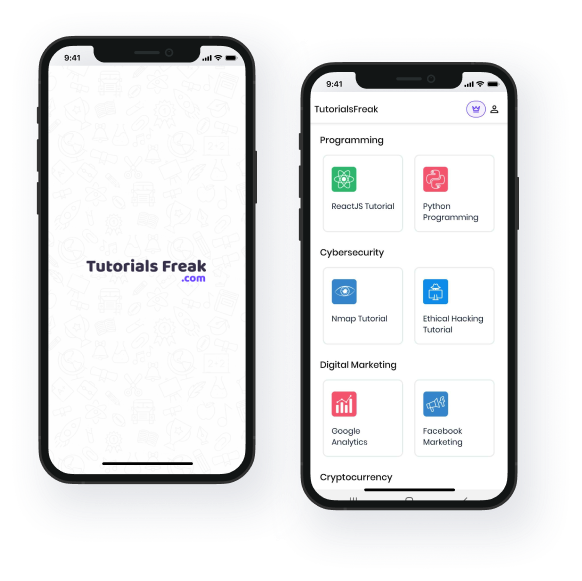 9:41
Tutorials Freak
.com
9:41
TutorialsFreak
Programming
ReactJS Tutorial
Python
Programming
Cybersecurity
Nmap Tutorial
Ethical Hacking
Tutorial
Digital Marketing
Google
Analytics
Facebook
Marketing
Cryptocurrency